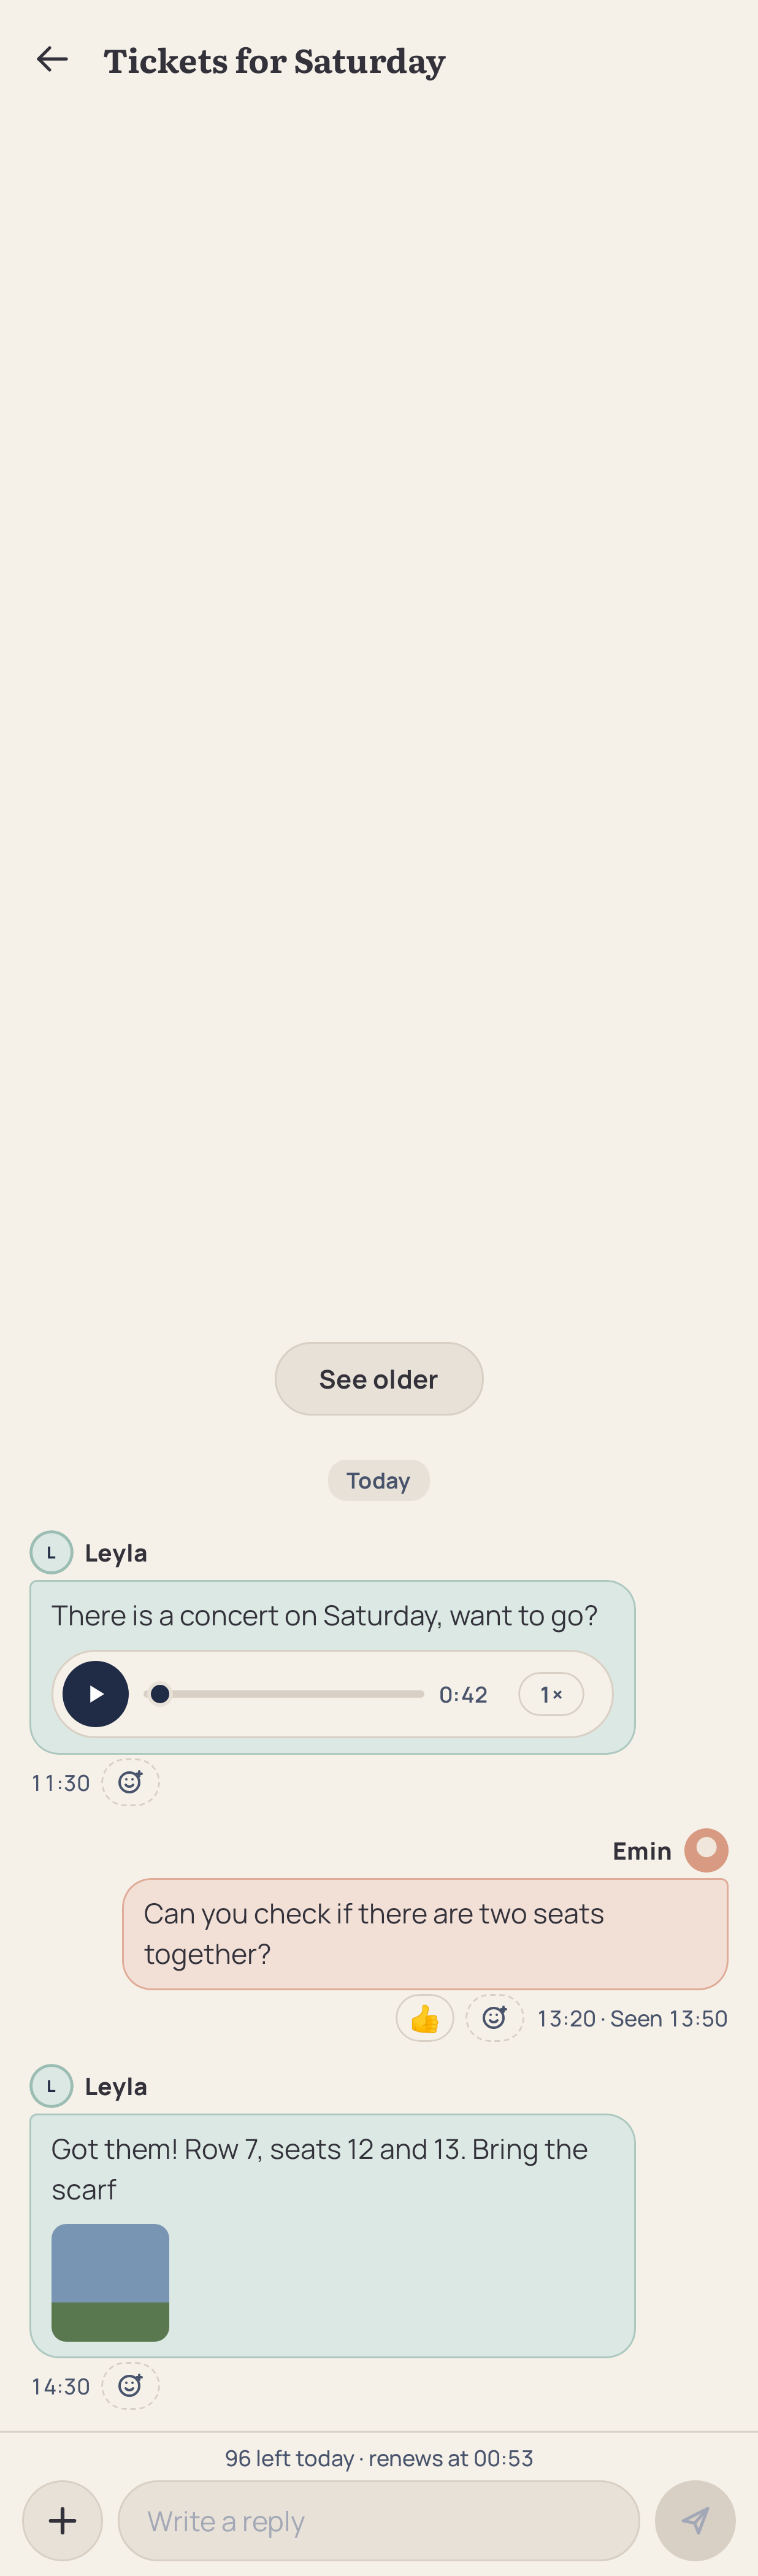 Tickets for Saturday
See older
Today
L Leyla
There is a concert on Saturday, want to go?
0:42 1×
11:30
Emin
Can you check if there are two seats
together?
13:20 · Seen 13:50
L Leyla
Got them! Row 7, seats 12 and 13. Bring the
scarf
14:30
96 left today · renews at 00:53
Write a reply